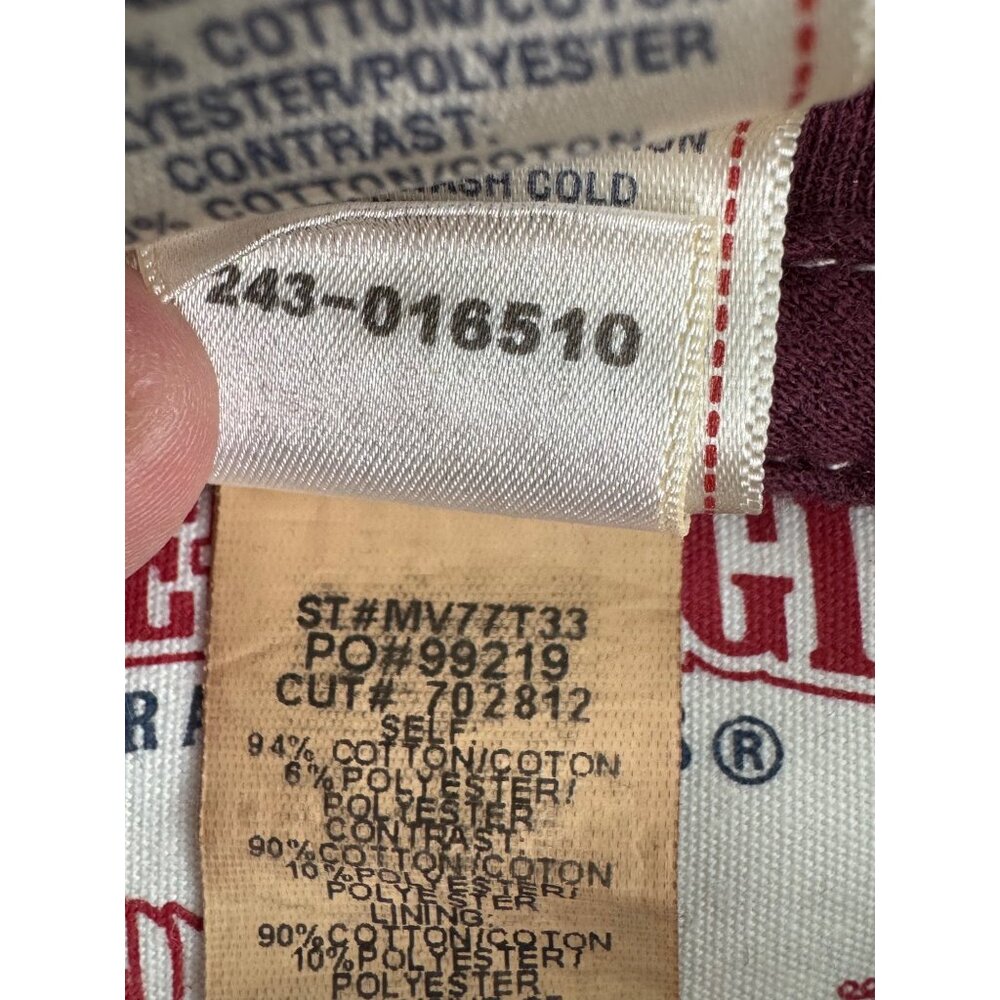 % COTTON/COTON
YESTER/POLYESTER
CONTRAST:
% COTTON/COTON
SH COLD
243-016510
ST#MV77T33
PO#99219
CUT# 702812
SELF:
94% COTTON/COTON
6% POLYESTER/
POLYESTER
CONTRAST:
90% COTTON/COTON
10% POLYESTER/
POLYESTER
LINING:
90% COTTON/COTON
10% POLYESTER/
POLYESTER
®